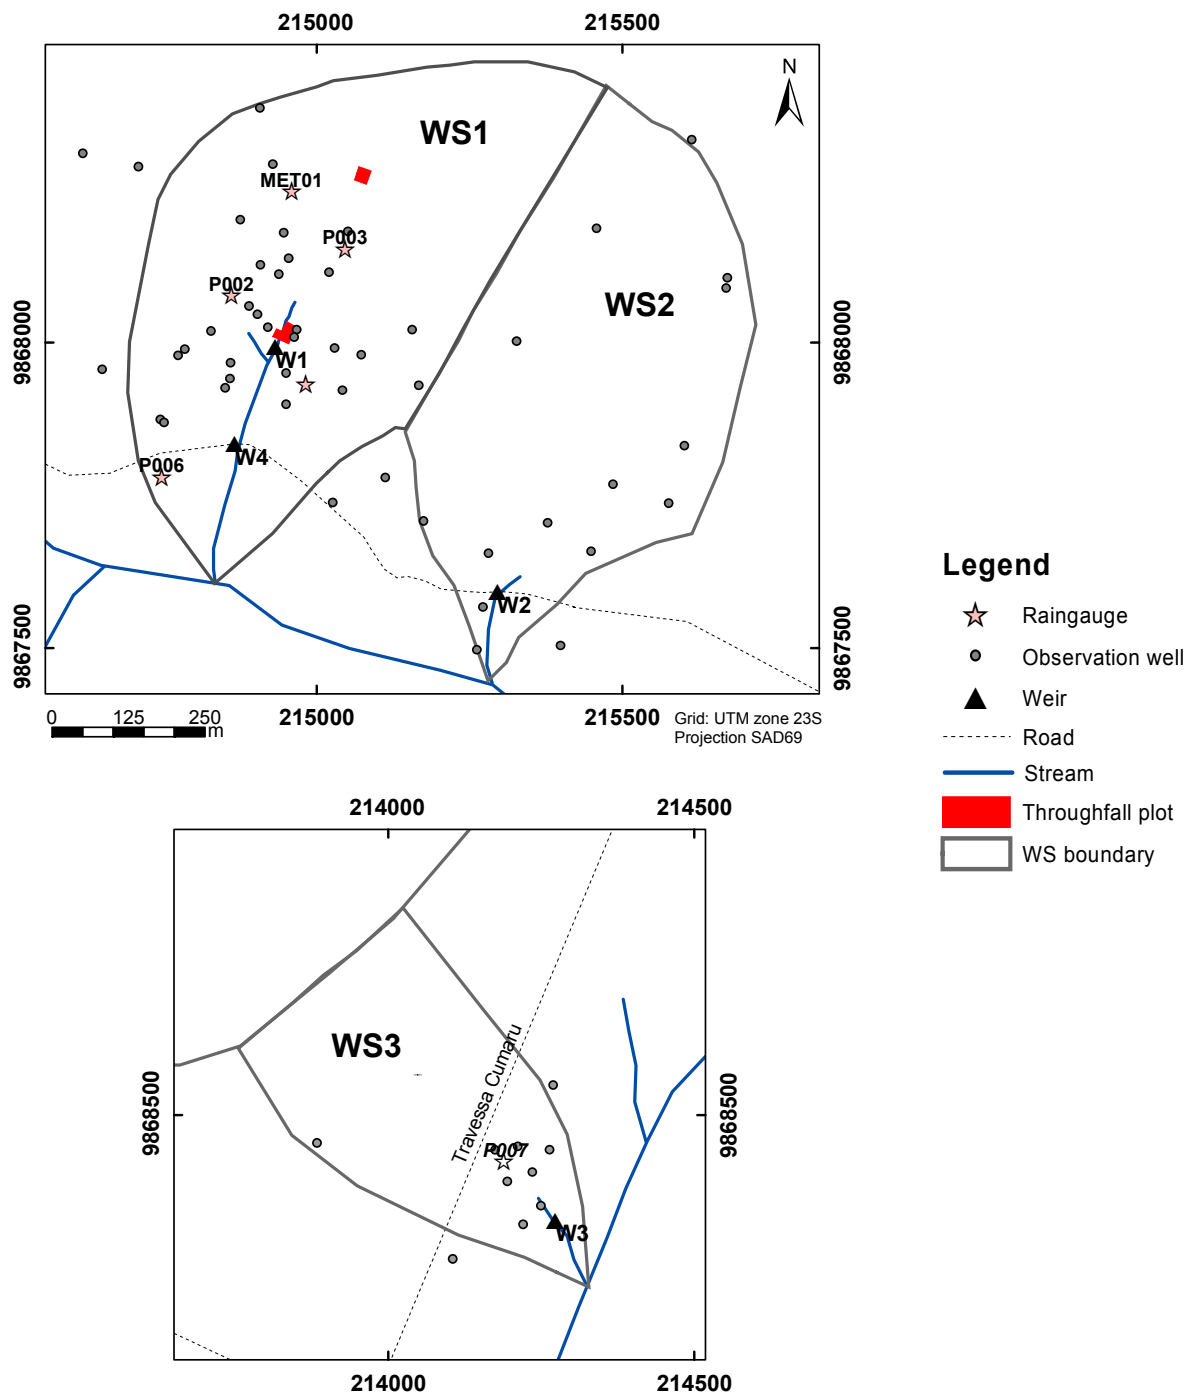 215000
215500
N
WS1
MET01
P003
P002
WS2
9868000
9868000
W1
W4
P006
W2
9867500
9867500
0
125
250
m
215000
215500
Grid: UTM zone 23S
Projection SAD69
Legend
Raingauge
Observation well
Weir
Road
Stream
Throughfall plot
WS boundary
214000
214500
WS3
Travessa Cumaru
9868500
9868500
P007
W3
214000
214500